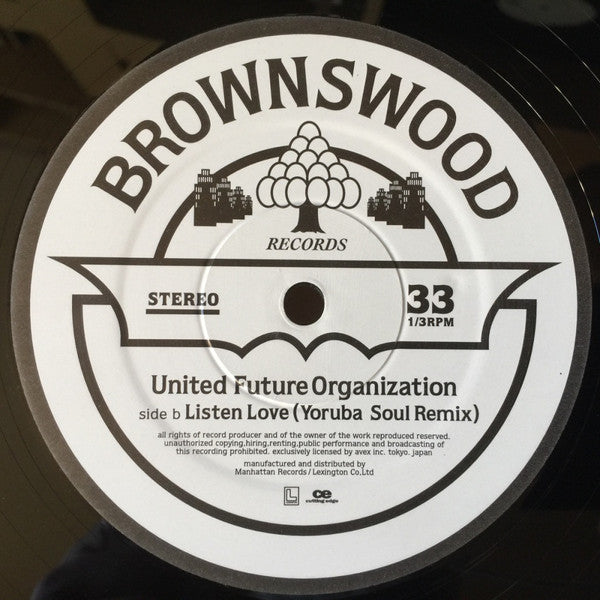 BROWNSWOOD
RECORDS
STEREO
33
1/3RPM
United Future Organization
side b Listen Love (Yoruba Soul Remix)
all rights of record producer and of the owner of the work reproduced reserved.
unauthorized copying,hiring,renting,public performance and broadcasting of
this recording prohibited. exclusively licensed by avex inc. tokyo. japan
manufactured and distributed by
Manhattan Records/Lexington Co,Ltd
L ce
cutting edge